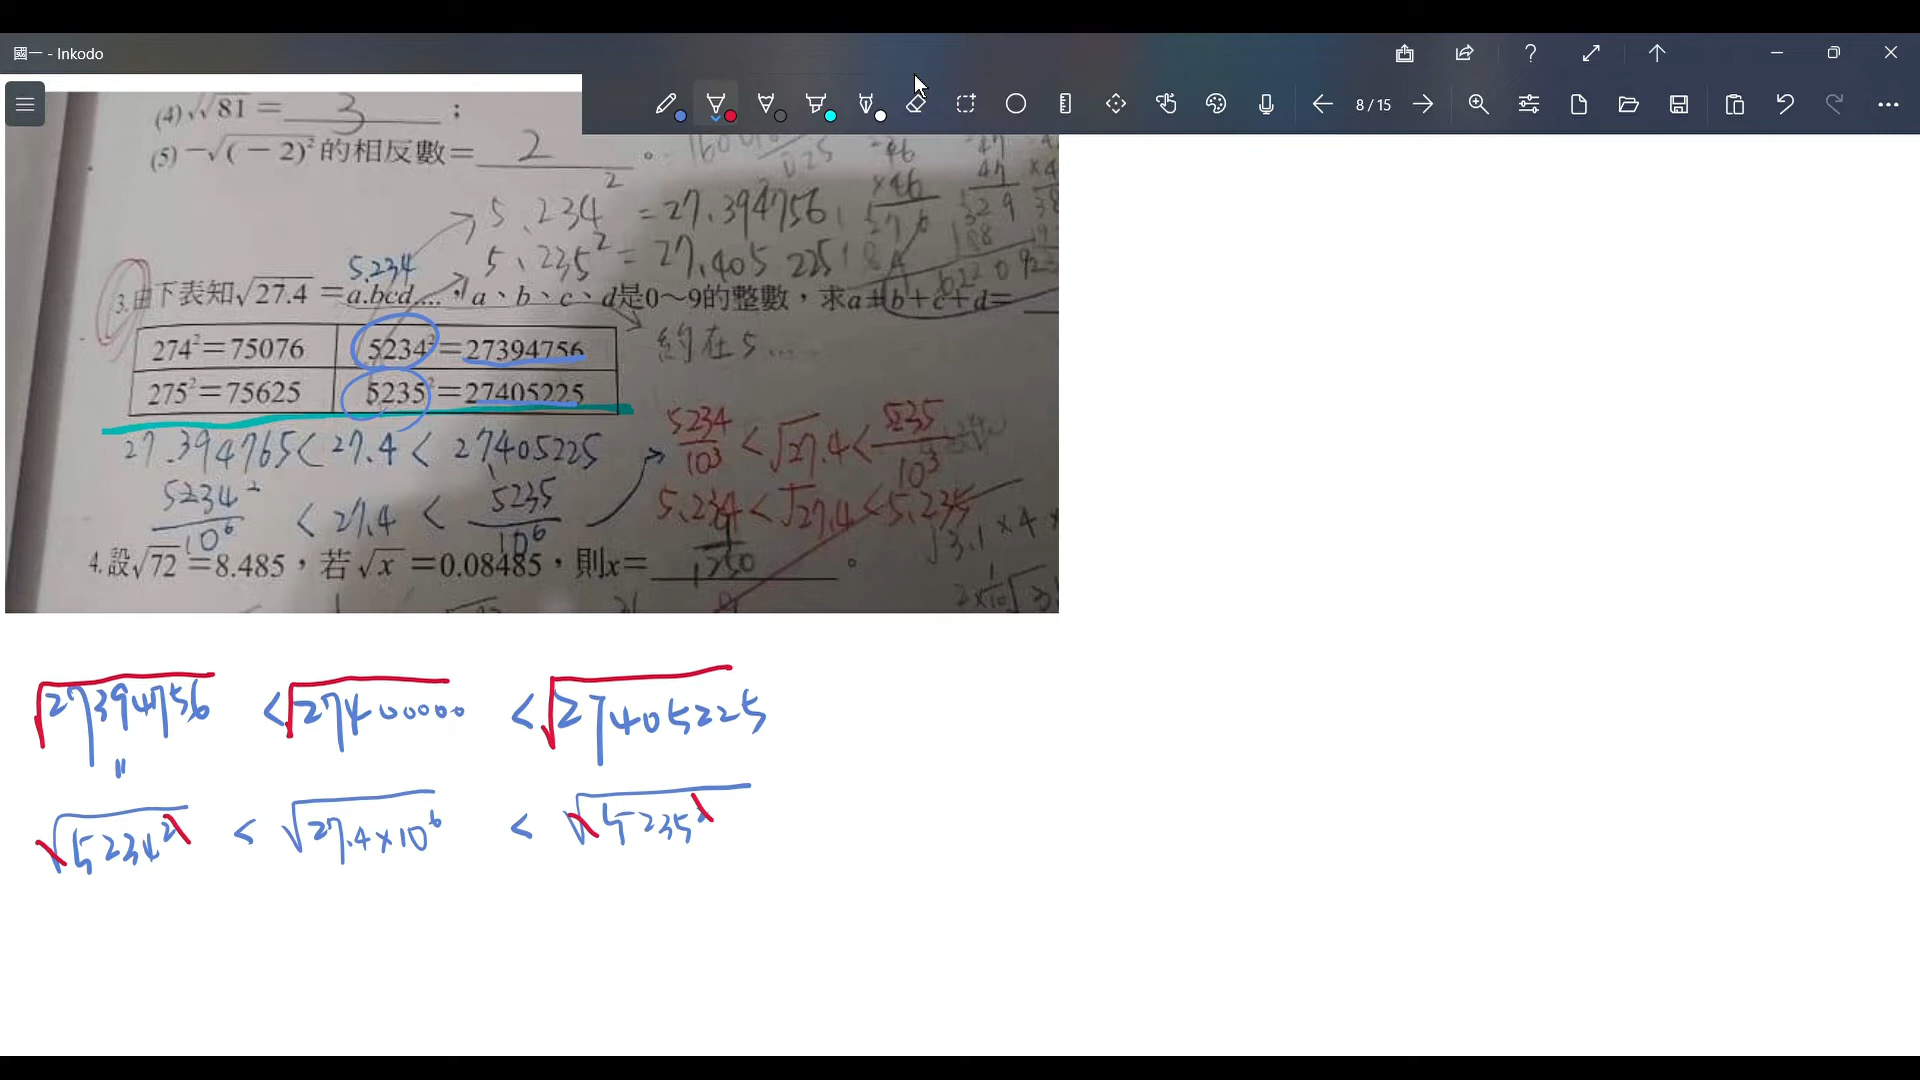 國一 - Inkodo
8 / 15
(4) √√81 = 3 ；
(5) −√(−2)² 的相反數 = 2 。
5.234² = 27.394756
5.235² = 27.405225
5.234
3. 由下表知√27.4 = a.bcd....，a、b、c、d是0～9的整數，求a+b+c+d=
約在5...
274²=75076 5234²=27394756
275²=75625 5235²=27405225
27.394765 < 27.4 < 27405225
5234²/10⁶ < 27.4 < 5235/10⁶
5234/10³ < √27.4 < 5235/10³
5.234 < √27.4 < 5.235
4. 設√72 = 8.485，若√x = 0.08485，則x= 。
√27394756 < √27400000 < √27405225
=
√5234² < √27.4×10⁶ < √5235²